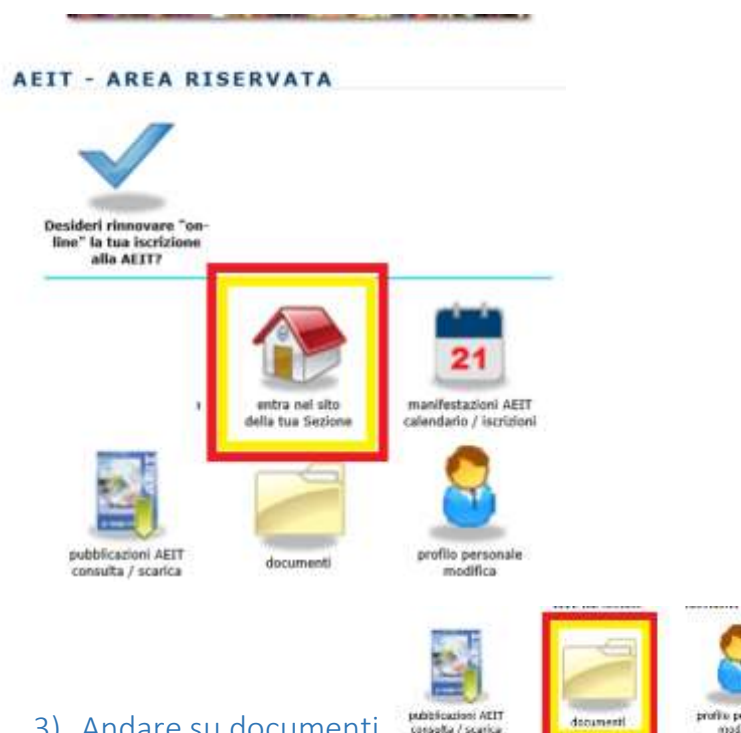 AEIT - AREA RISERVATA
Desideri rinnovare "on-
line" la tua iscrizione
alla AEIT?
entra nel sito
della tua Sezione
manifestazioni AEIT
calendario / iscrizioni
21
pubblicazioni AEIT
consulta / scarica
documenti
profilo personale
modifica
3) Andare su documenti
pubblicazioni AEIT
consulta / scarica
documenti